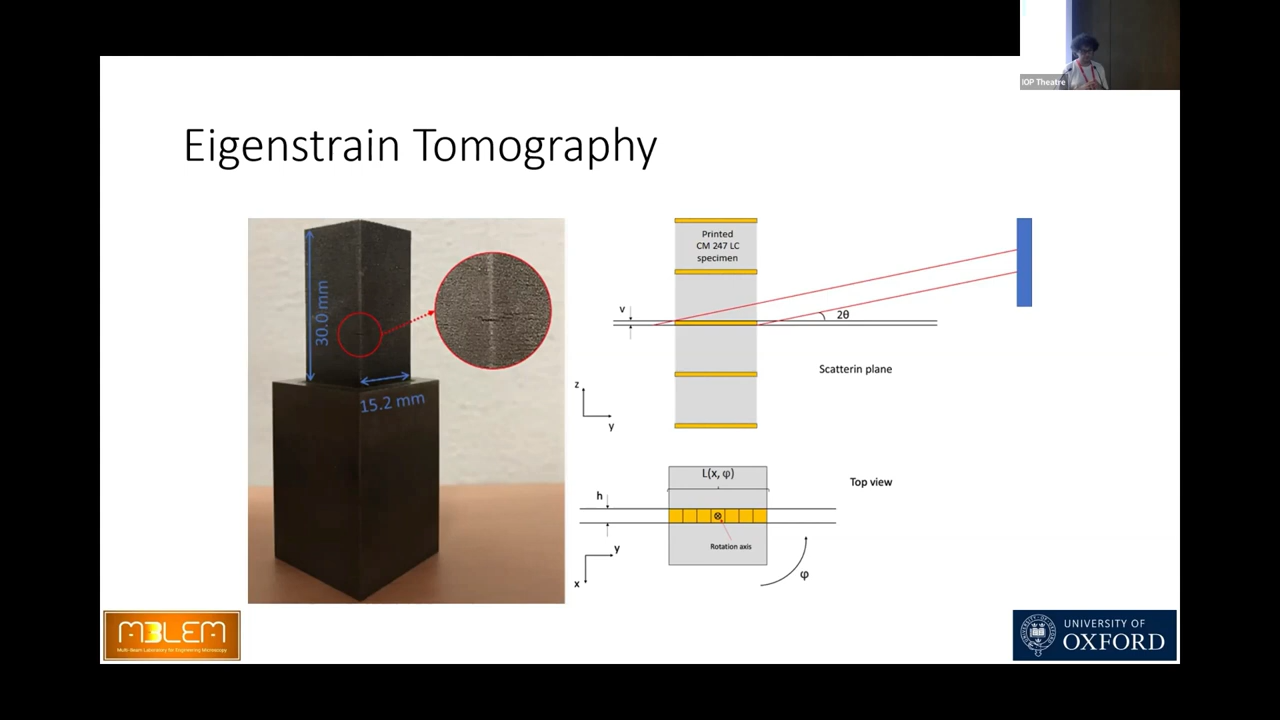 IOP Theatre
Eigenstrain Tomography
30.0 mm
15.2 mm
Printed
CM 247 LC
specimen
v
2θ
Scatterin plane
z
y
L(x, φ)
Top view
h
Rotation axis
y
x
φ
MBLEM
Multi-Beam Laboratory for Engineering Microscopy
UNIVERSITY OF
OXFORD